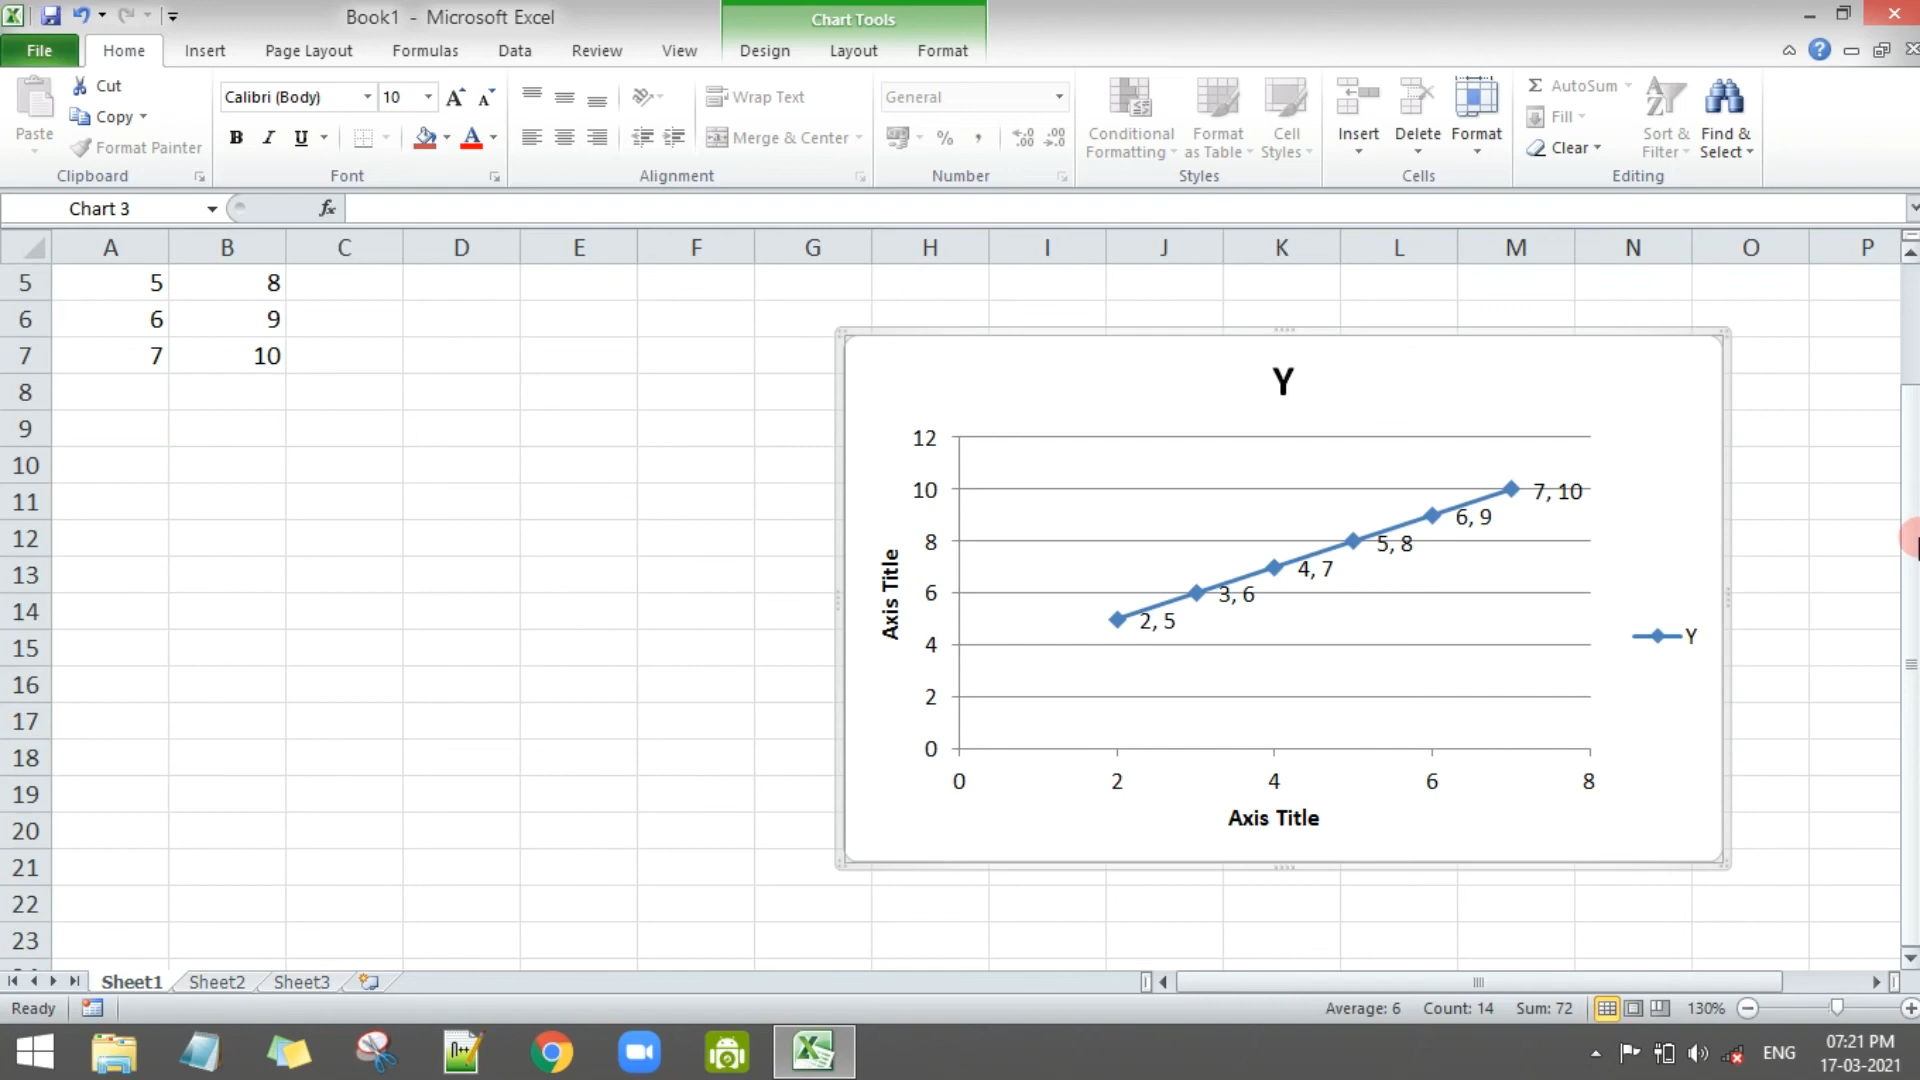 Book1 - Microsoft Excel
Chart Tools
File Home Insert Page Layout Formulas Data Review View Design Layout Format
Paste
Cut
Copy
Format Painter
Clipboard
Calibri (Body) 10
B I U
Font
Wrap Text
Merge & Center
Alignment
General
Number
Conditional Formatting
Format as Table
Cell Styles
Styles
Insert Delete Format
Cells
AutoSum
Fill
Clear
Sort & Filter
Find & Select
Editing
Chart 3 fx
A B C D E F G H I J K L M N O P
5 5 8
6 6 9
7 7 10
8
9
10
11
12
13
14
15
16
17
18
19
20
21
22
23
Y
12
10
8
6
4
2
0
Axis Title
7, 10
6, 9
5, 8
4, 7
3, 6
2, 5
Y
0 2 4 6 8
Axis Title
Sheet1 Sheet2 Sheet3
Ready Average: 6 Count: 14 Sum: 72 130%
ENG
07:21 PM
17-03-2021